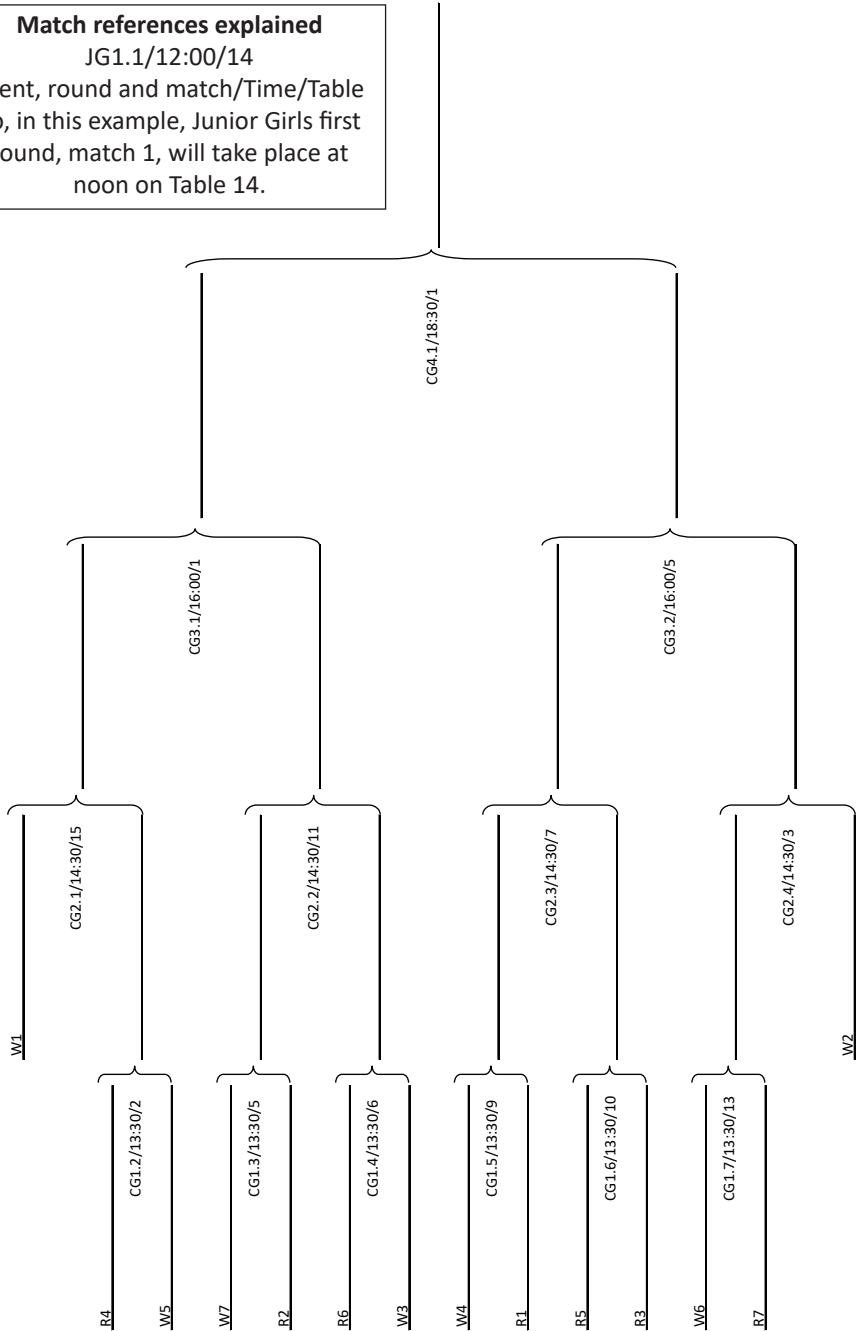 Match references explained
JG1.1/12:00/14
ent, round and match/Time/Table
, in this example, Junior Girls first
ound, match 1, will take place at
noon on Table 14.
CG4.1/18:30/1
CG3.1/16:00/1
CG3.2/16:00/5
W1
CG2.1/14:30/15
CG2.2/14:30/11
CG2.3/14:30/7
CG2.4/14:30/3
W2
R4
CG1.2/13:30/2
W5
W7
CG1.3/13:30/5
R2
R6
CG1.4/13:30/6
W3
W4
CG1.5/13:30/9
R1
R5
CG1.6/13:30/10
R3
W6
CG1.7/13:30/13
R7